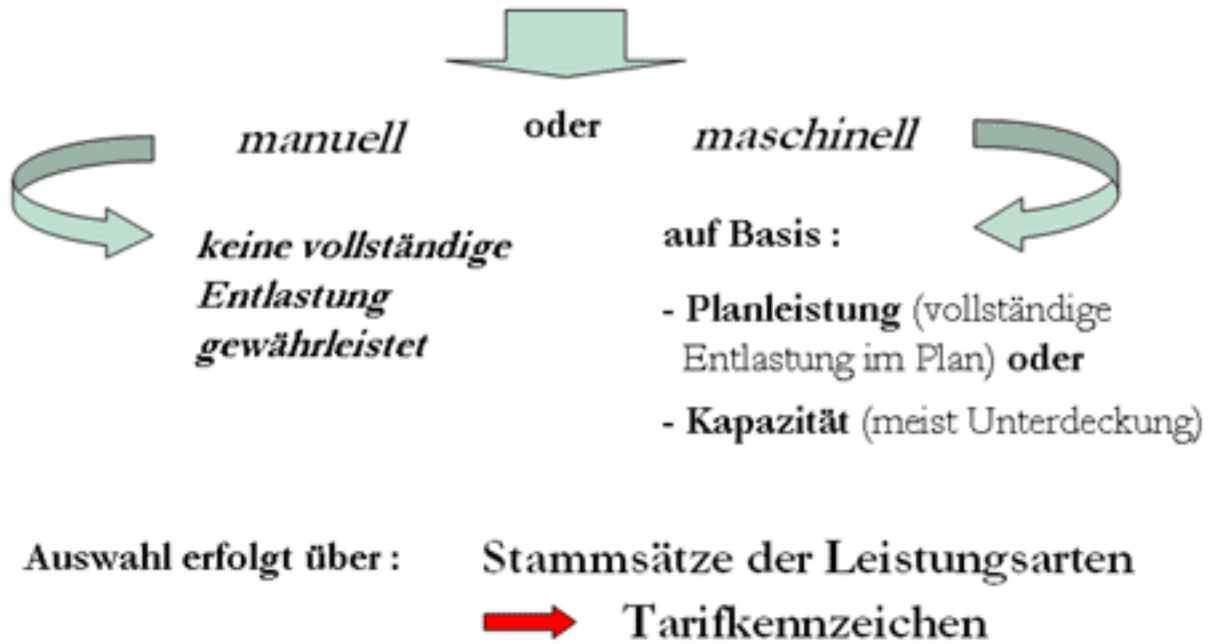 manuell oder maschinell
keine vollständige
Entlastung
gewährleistet
auf Basis :
- Planleistung (vollständige
Entlastung im Plan) oder
- Kapazität (meist Unterdeckung)
Auswahl erfolgt über : Stammsätze der Leistungsarten
Tarifkennzeichen